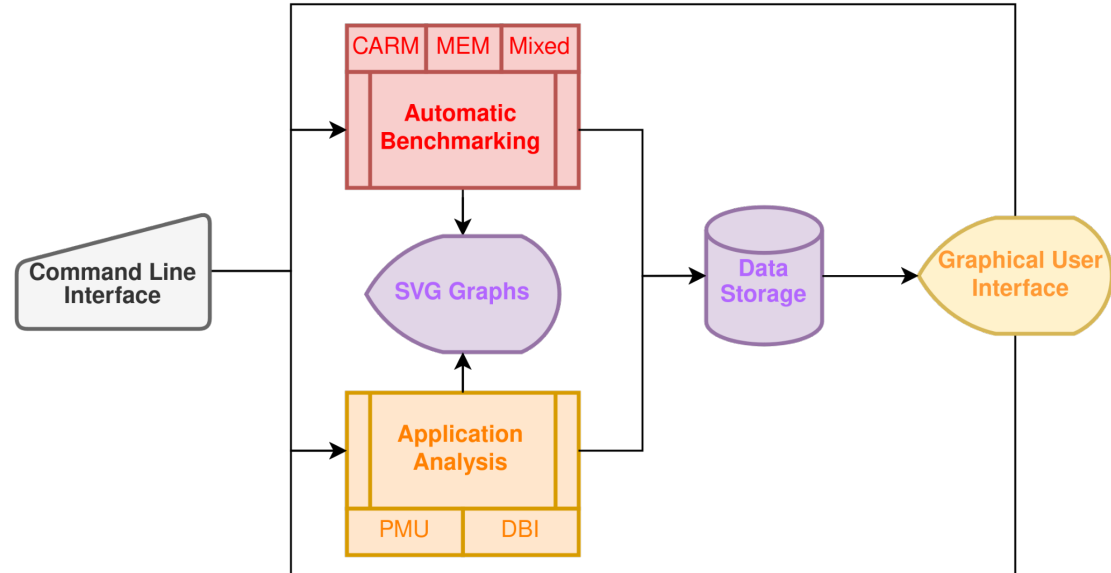 CARM MEM Mixed
Automatic
Benchmarking
Command Line
Interface
SVG Graphs
Data
Storage
Graphical User
Interface
Application
Analysis
PMU DBI